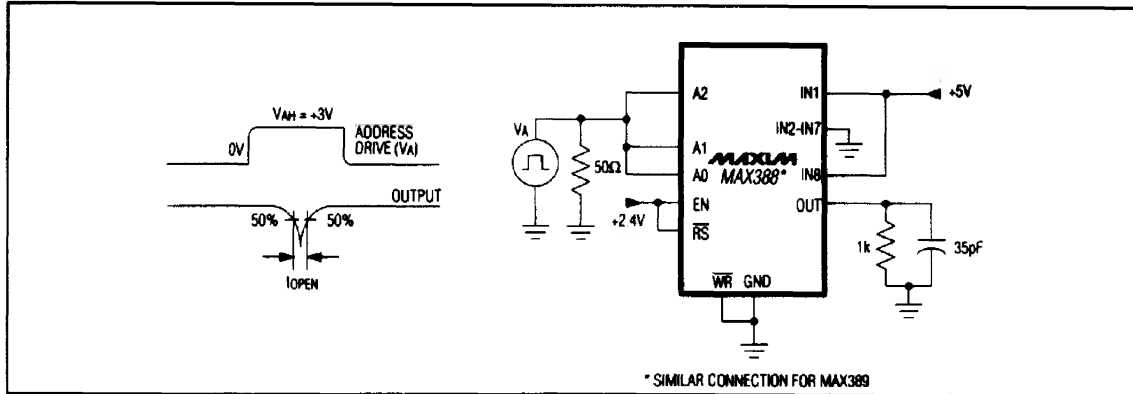 VAH = +3V
0V
ADDRESS
DRIVE (VA)
OUTPUT
50%
50%
tOPEN
VA
50Ω
+2.4V
A2
A1
A0
EN
RS
WR
GND
MAXIM
MAX388*
IN1
IN2-IN7
IN8
OUT
+5V
1k
35pF
* SIMILAR CONNECTION FOR MAX389